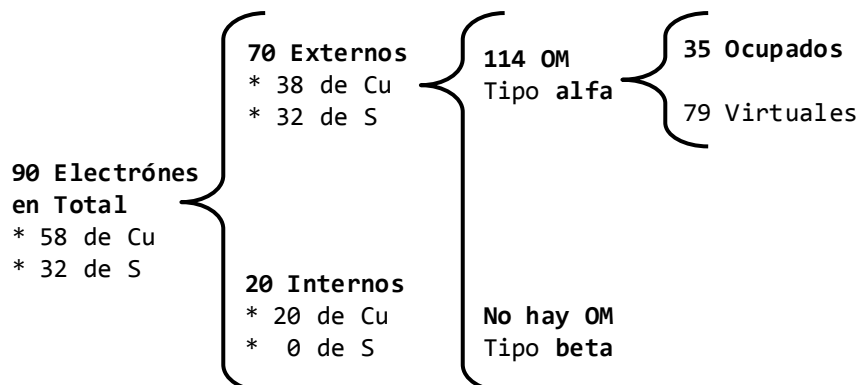 90 Electrónes
en Total
* 58 de Cu
* 32 de S
70 Externos
* 38 de Cu
* 32 de S
20 Internos
* 20 de Cu
*  0 de S
114 OM
Tipo alfa
No hay OM
Tipo beta
35 Ocupados
79 Virtuales